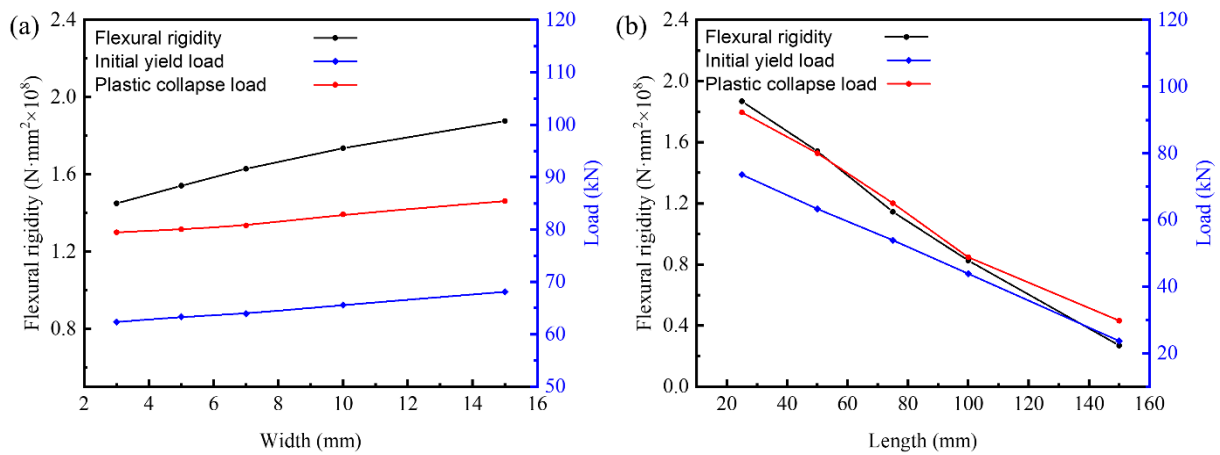 (a)
Flexural rigidity
Initial yield load
Plastic collapse load
2.4
2.0
1.6
1.2
0.8
Flexural rigidity (N·mm²×10⁸)
120
110
100
90
80
70
60
50
Load (kN)
2 4 6 8 10 12 14 16
Width (mm)
(b)
Flexural rigidity
Initial yield load
Plastic collapse load
2.4
2.0
1.6
1.2
0.8
0.4
0.0
Flexural rigidity (N·mm²×10⁸)
120
100
80
60
40
20
Load (kN)
20 40 60 80 100 120 140 160
Length (mm)